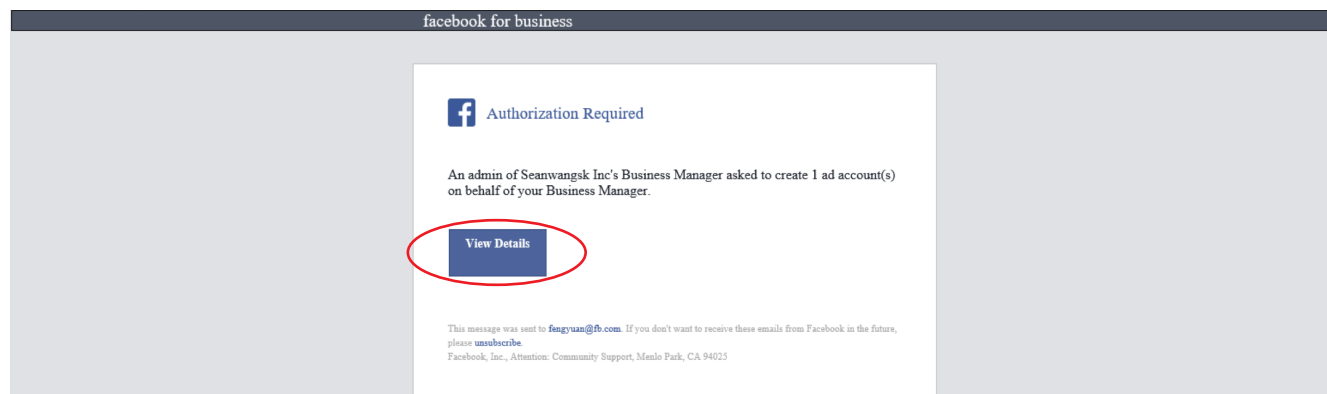 facebook for business
Authorization Required
An admin of Seanwangsk Inc's Business Manager asked to create 1 ad account(s)
on behalf of your Business Manager.
View Details
This message was sent to fengyuan@fb.com. If you don't want to receive these emails from Facebook in the future,
please unsubscribe.
Facebook, Inc., Attention: Community Support, Menlo Park, CA 94025